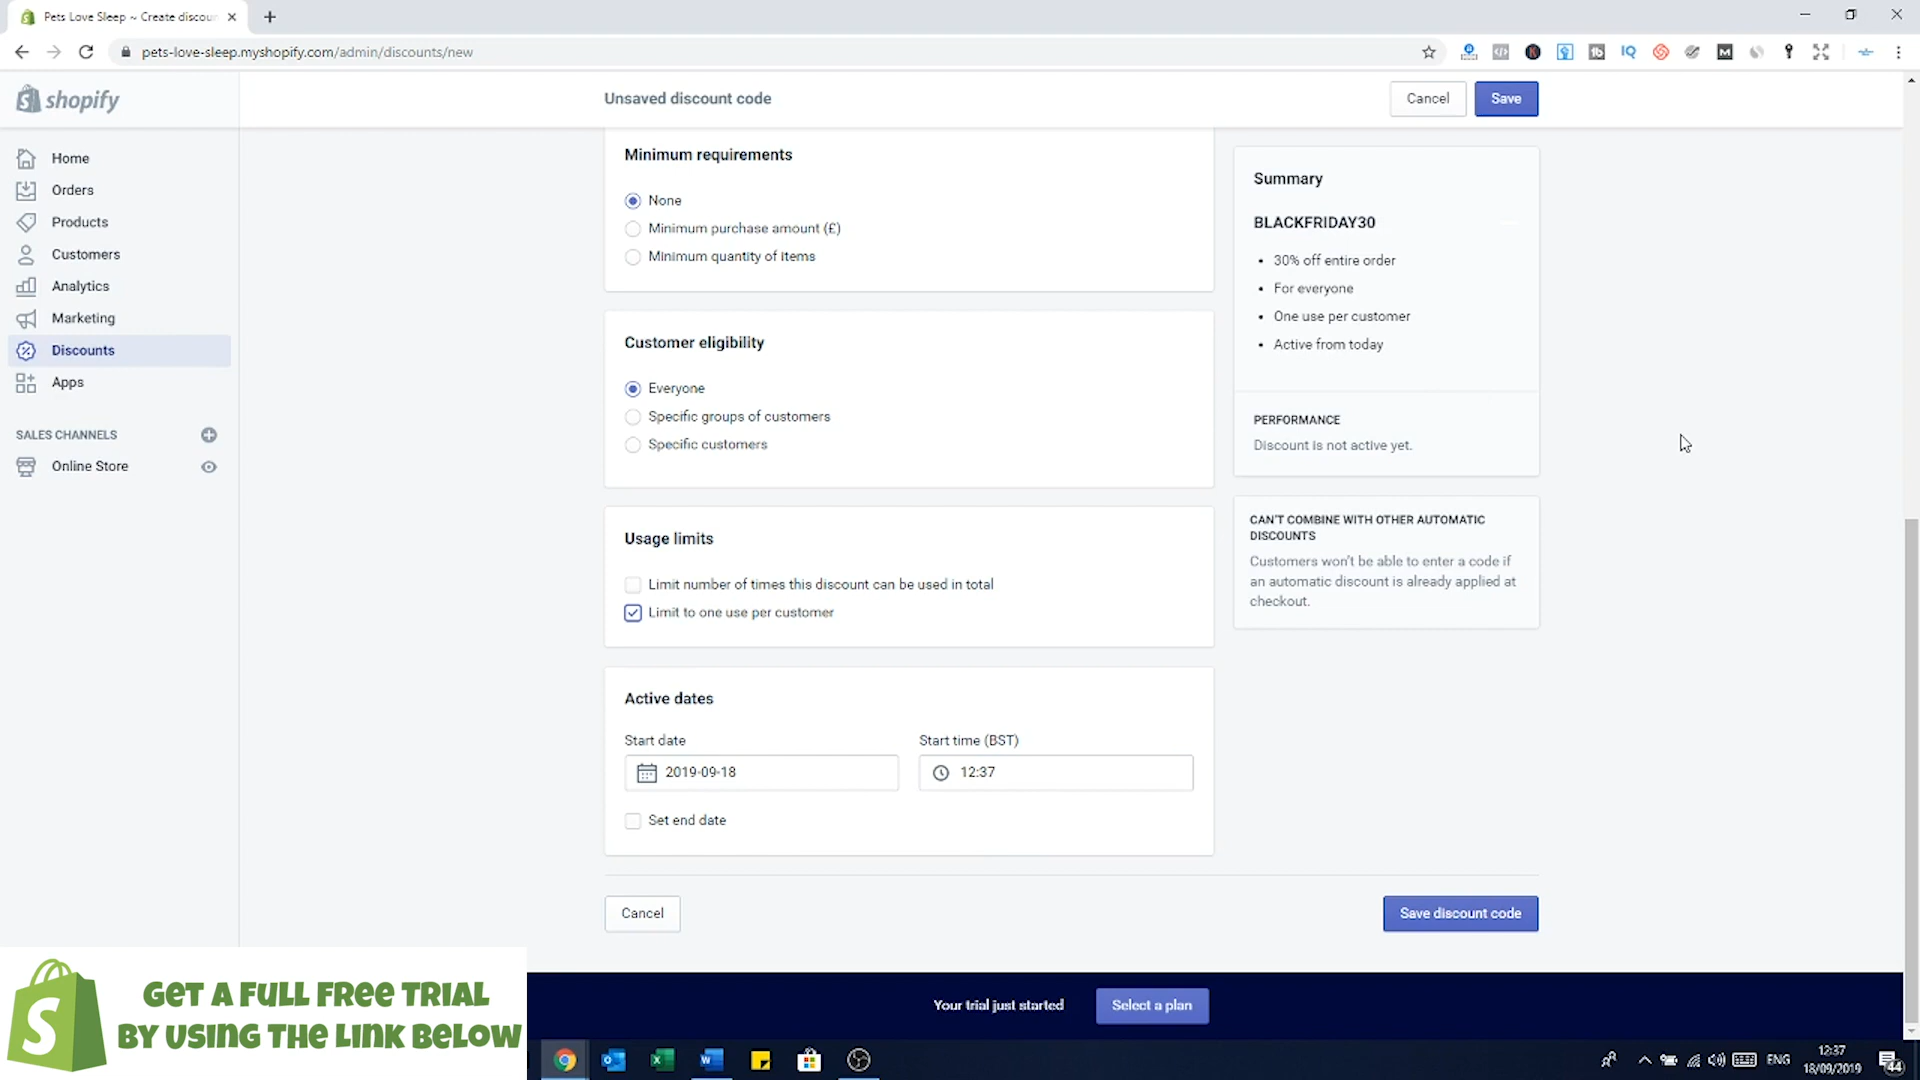 Pets Love Sleep ~ Create discoun
pets-love-sleep.myshopify.com/admin/discounts/new
IQ
shopify
Unsaved discount code
Cancel
Save
Home
Orders
Products
Customers
Analytics
Marketing
Discounts
Apps
SALES CHANNELS
Online Store
Minimum requirements
None
Minimum purchase amount (£)
Minimum quantity of items
Customer eligibility
Everyone
Specific groups of customers
Specific customers
Usage limits
Limit number of times this discount can be used in total
Limit to one use per customer
Active dates
Start date
Start time (BST)
2019-09-18
12:37
Set end date
Cancel
Save discount code
Summary
BLACKFRIDAY30
30% off entire order
For everyone
One use per customer
Active from today
PERFORMANCE
Discount is not active yet.
CAN'T COMBINE WITH OTHER AUTOMATIC
DISCOUNTS
Customers won't be able to enter a code if
an automatic discount is already applied at
checkout.
Your trial just started
Select a plan
GET A FULL FREE TRIAL
BY USING THE LINK BELOW
ENG
12:37
18/09/2019
44